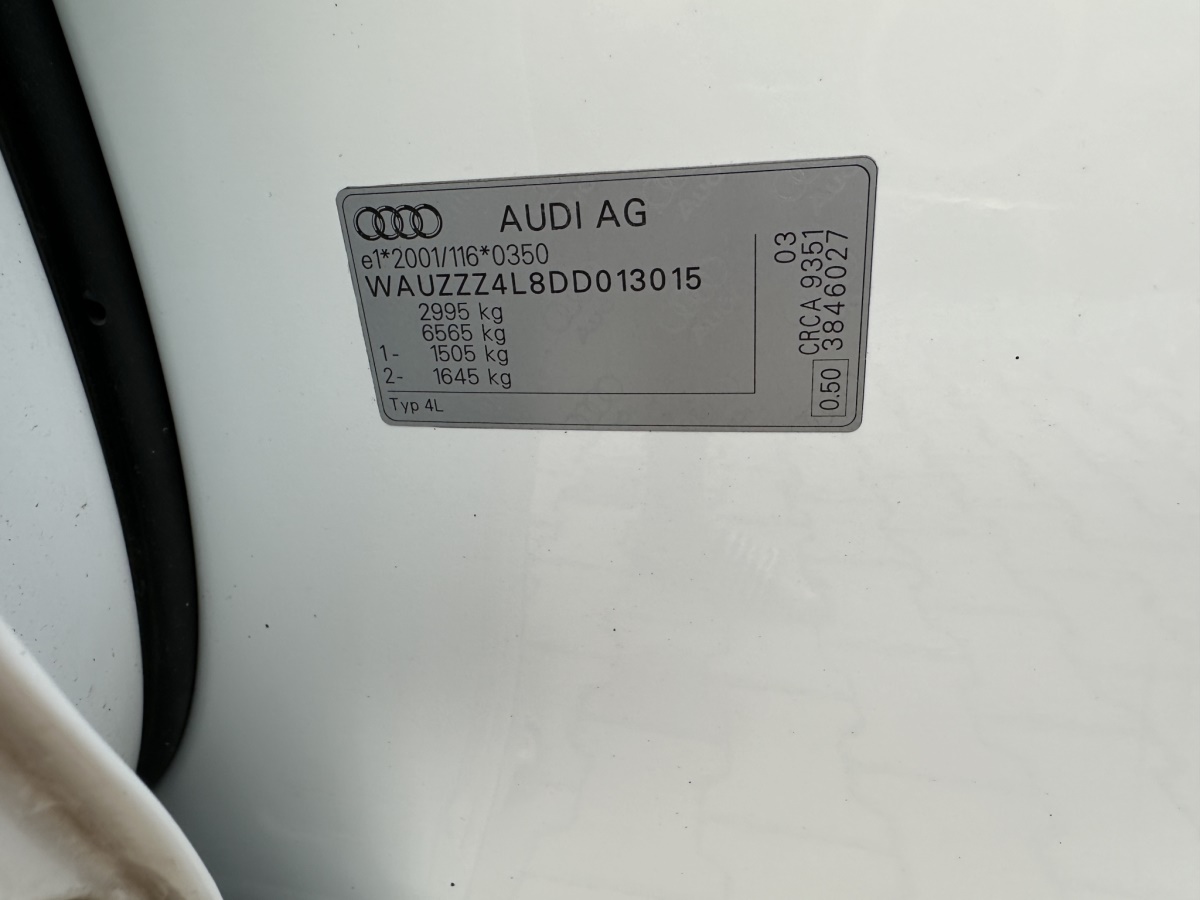 AUDI AG
e1*2001/116*0350
WAUZZZ4L8DD013015
2995 kg
6565 kg
1- 1505 kg
2- 1645 kg
Typ 4L
03
CRCA 9351
0.50 3846027